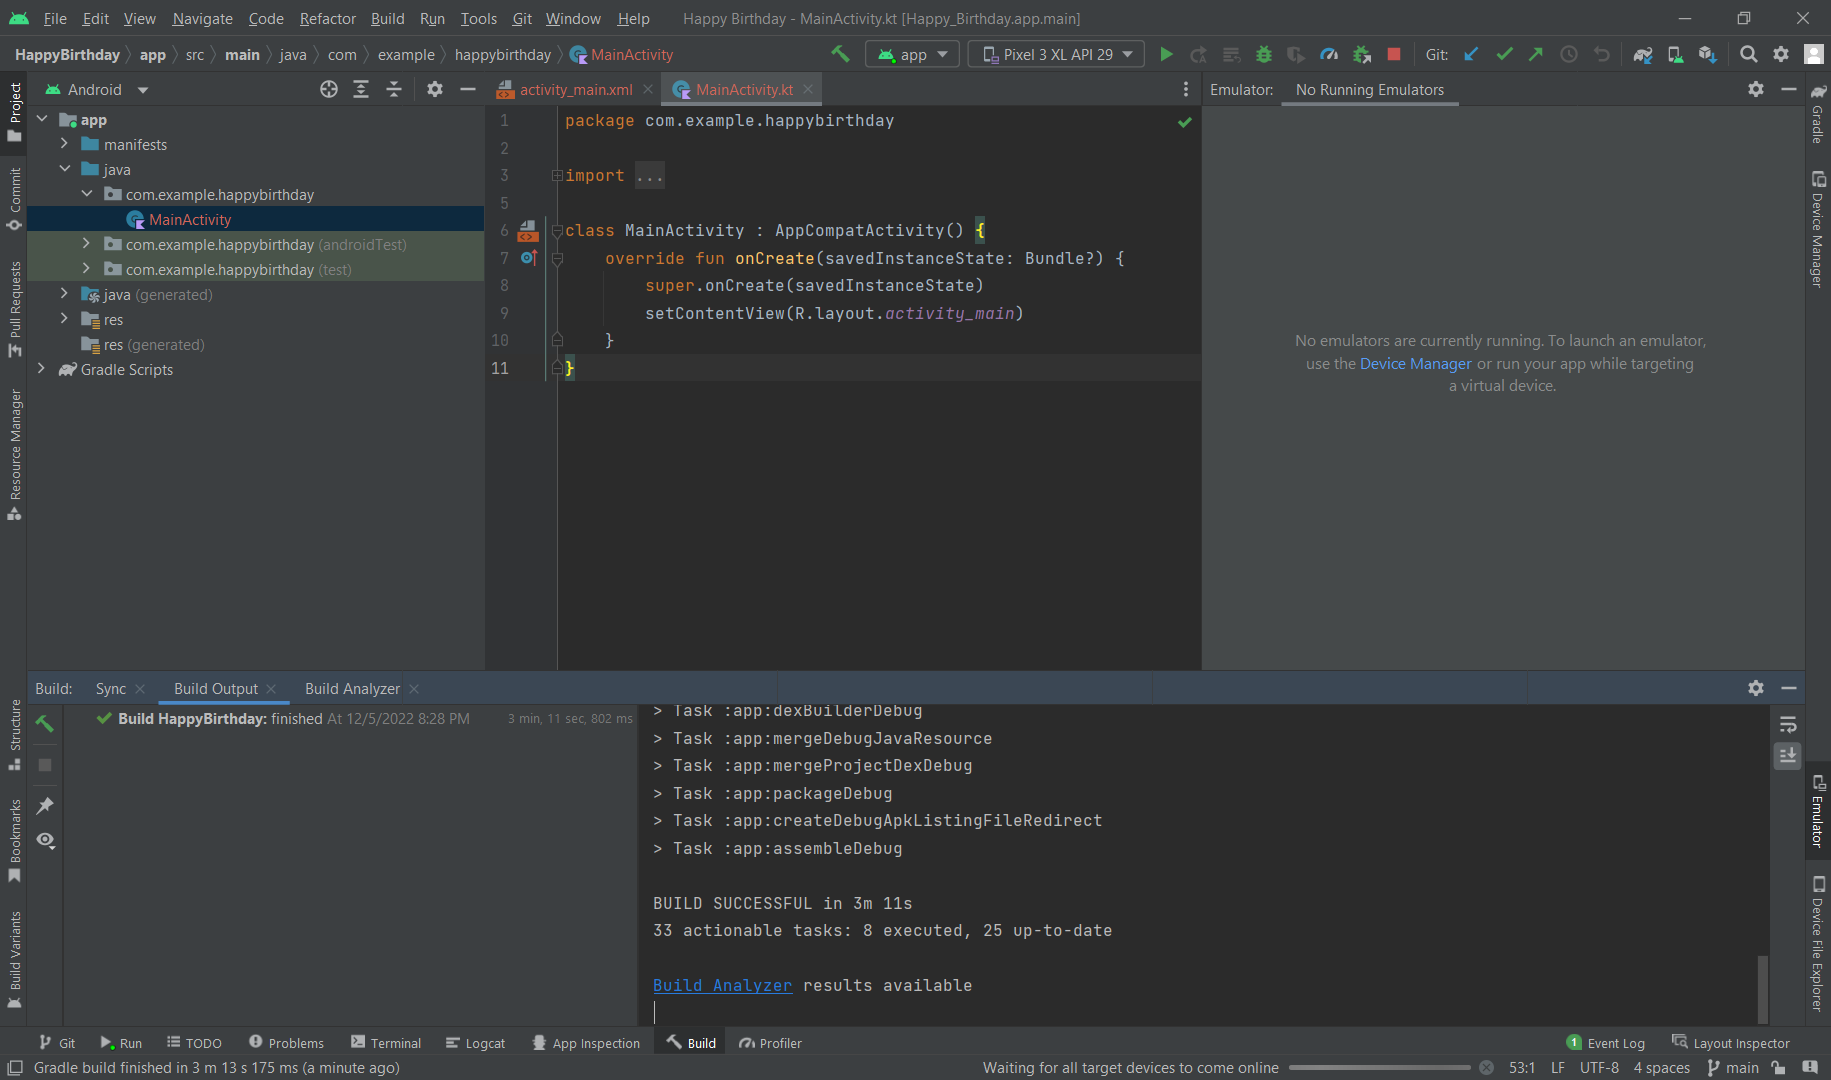 File Edit View Navigate Code Refactor Build Run Tools Git Window Help Happy Birthday - MainActivity.kt [Happy_Birthday.app.main]
HappyBirthday app src main java com example happybirthday MainActivity app Pixel 3 XL API 29 Git:
Project
Commit
Pull Requests
Resource Manager
Structure
Bookmarks
Build Variants
Android
app
manifests
java
com.example.happybirthday
MainActivity
com.example.happybirthday (androidTest)
com.example.happybirthday (test)
java (generated)
res
res (generated)
Gradle Scripts
activity_main.xml MainActivity.kt
1 package com.example.happybirthday
2
3 import ...
5
6 class MainActivity : AppCompatActivity() {
7 override fun onCreate(savedInstanceState: Bundle?) {
8 super.onCreate(savedInstanceState)
9 setContentView(R.layout.activity_main)
10 }
11 }
Emulator: No Running Emulators
No emulators are currently running. To launch an emulator,
use the Device Manager or run your app while targeting
a virtual device.
Gradle
Device Manager
Emulator
Device File Explorer
Build: Sync Build Output Build Analyzer
Build HappyBirthday: finished At 12/5/2022 8:28 PM 3 min, 11 sec, 802 ms
> Task :app:dexBuilderDebug
> Task :app:mergeDebugJavaResource
> Task :app:mergeProjectDexDebug
> Task :app:packageDebug
> Task :app:createDebugApkListingFileRedirect
> Task :app:assembleDebug
BUILD SUCCESSFUL in 3m 11s
33 actionable tasks: 8 executed, 25 up-to-date
Build Analyzer results available
Git Run TODO Problems Terminal Logcat App Inspection Build Profiler 1 Event Log Layout Inspector
Gradle build finished in 3 m 13 s 175 ms (a minute ago) Waiting for all target devices to come online 53:1 LF UTF-8 4 spaces main